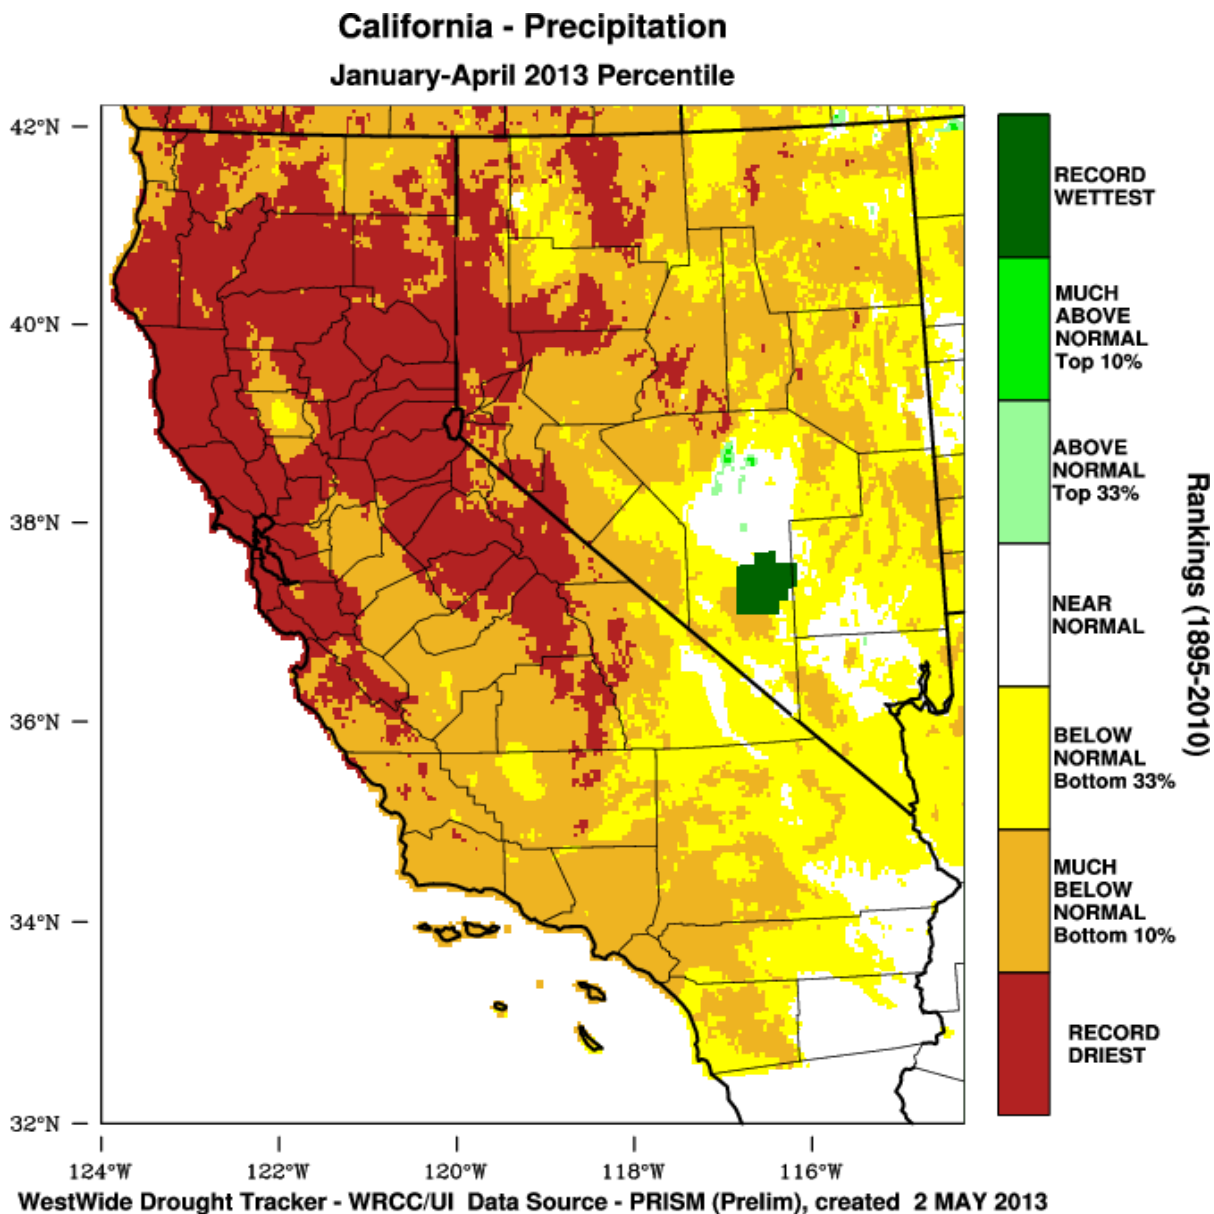 California - Precipitation
January-April 2013 Percentile
42°N
40°N
38°N
36°N
34°N
32°N
124°W
122°W
120°W
118°W
116°W
RECORD
WETTEST
MUCH
ABOVE
NORMAL
Top 10%
ABOVE
NORMAL
Top 33%
NEAR
NORMAL
BELOW
NORMAL
Bottom 33%
MUCH
BELOW
NORMAL
Bottom 10%
RECORD
DRIEST
Rankings (1895-2010)
WestWide Drought Tracker - WRCC/UI Data Source - PRISM (Prelim), created 2 MAY 2013